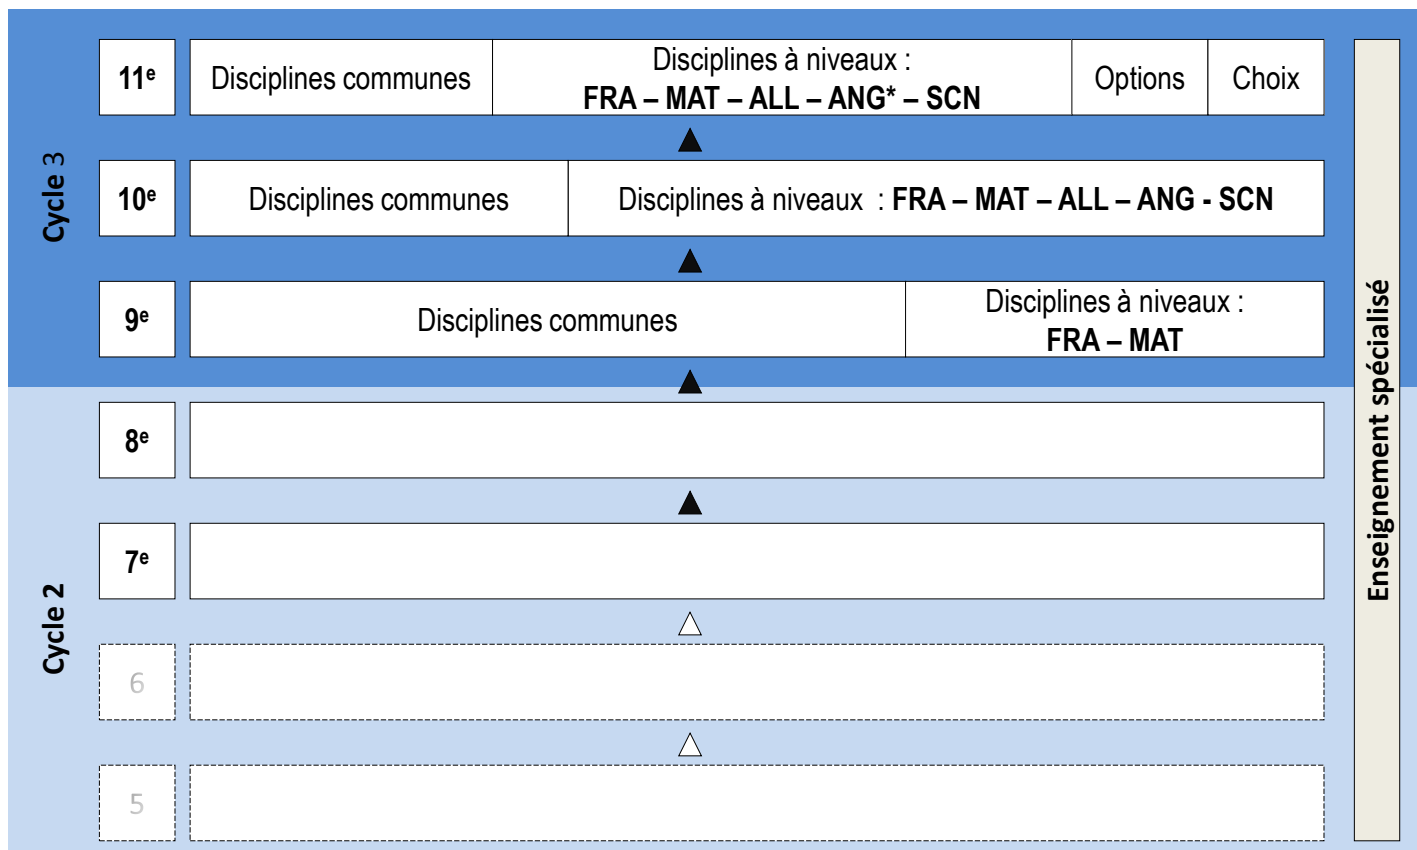 Cycle 3
11e
Disciplines communes
Disciplines à niveaux :
FRA – MAT – ALL – ANG* – SCN
Options
Choix
10e
Disciplines communes
Disciplines à niveaux : FRA – MAT – ALL – ANG - SCN
9e
Disciplines communes
Disciplines à niveaux :
FRA – MAT
Cycle 2
8e
7e
6
5
Enseignement spécialisé